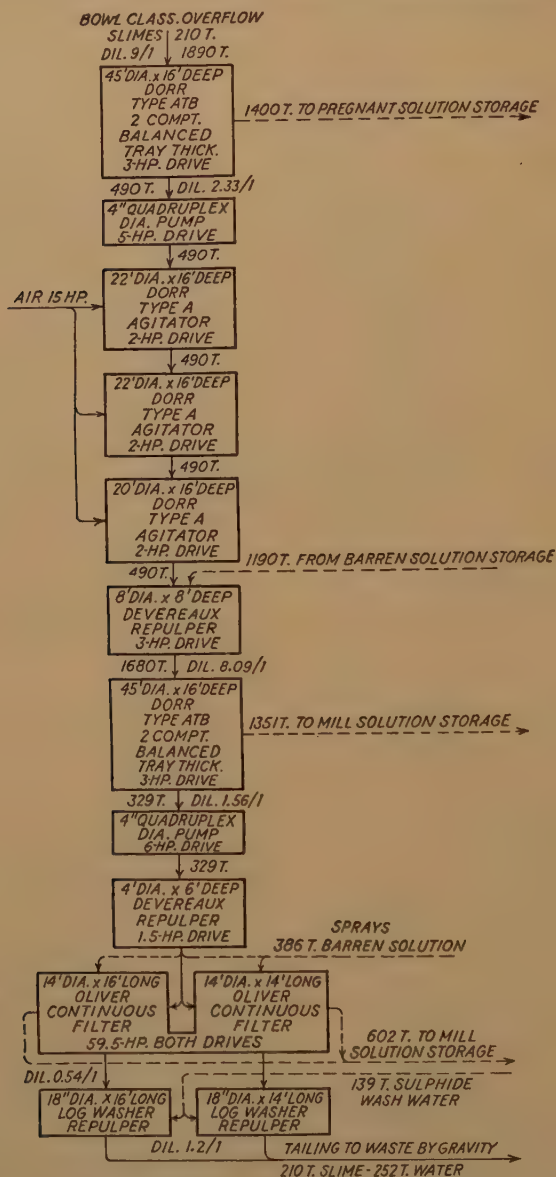 BOWL CLASS. OVERFLOW
SLIMES 210 T.
DIL. 9/1 1890 T.
45' DIA. x 16' DEEP
DORR
TYPE ATB
2 COMPT.
BALANCED
TRAY THICK.
3-HP. DRIVE
1400 T. TO PREGNANT SOLUTION STORAGE
490 T. DIL. 2.33/1
4" QUADRUPLEX
DIA. PUMP
5-HP. DRIVE
490 T.
AIR 15 HP.
22' DIA. x 16' DEEP
DORR
TYPE A
AGITATOR
2-HP. DRIVE
490 T.
22' DIA. x 16' DEEP
DORR
TYPE A
AGITATOR
2-HP. DRIVE
490 T.
20' DIA. x 16' DEEP
DORR
TYPE A
AGITATOR
2-HP. DRIVE
1190 T. FROM BARREN SOLUTION STORAGE
490 T.
8' DIA. x 8' DEEP
DEVEREAUX
REPULPER
3-HP. DRIVE
1680 T. DIL. 8.09/1
45' DIA. x 16' DEEP
DORR
TYPE ATB
2 COMPT.
BALANCED
TRAY THICK.
3-HP. DRIVE
1351 T. TO MILL SOLUTION STORAGE
329 T. DIL. 1.56/1
4" QUADRUPLEX
DIA. PUMP
6-HP. DRIVE
329 T.
4' DIA. x 6' DEEP
DEVEREAUX
REPULPER
1.5-HP. DRIVE
SPRAYS
386 T. BARREN SOLUTION
14' DIA. x 16' LONG
OLIVER
CONTINUOUS
FILTER
14' DIA. x 14' LONG
OLIVER
CONTINUOUS
FILTER
59.5-HP. BOTH DRIVES
602 T. TO MILL
SOLUTION STORAGE
DIL. 0.54/1
139 T. SULPHIDE
WASH WATER
18" DIA. x 16' LONG
LOG WASHER
REPULPER
18" DIA. x 14' LONG
LOG WASHER
REPULPER
DIL. 1.2/1
TAILING TO WASTE BY GRAVITY
210 T. SLIME - 252 T. WATER